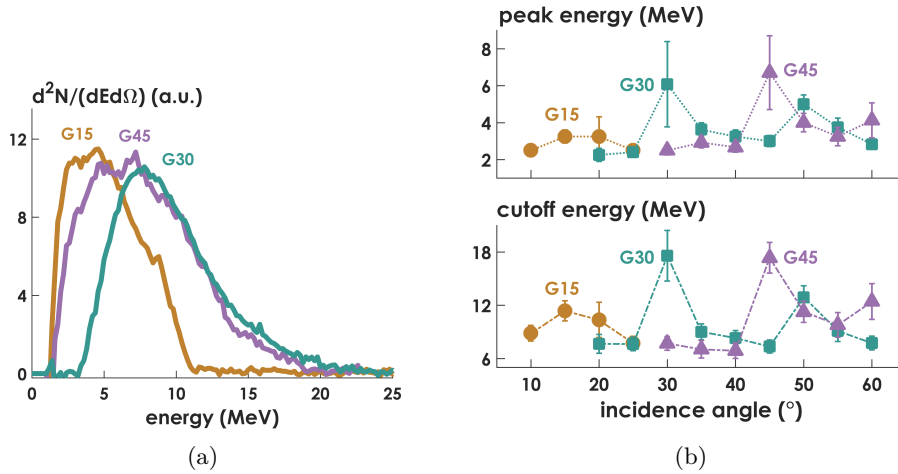 d²N/(dEdΩ) (a.u.)
G15
G45
G30
12
8
4
0
0
5
10
15
20
25
energy (MeV)
(a)
peak energy (MeV)
8
6
4
2
G15
G30
G45
cutoff energy (MeV)
18
12
6
G15
G30
G45
10
20
30
40
50
60
incidence angle (°)
(b)